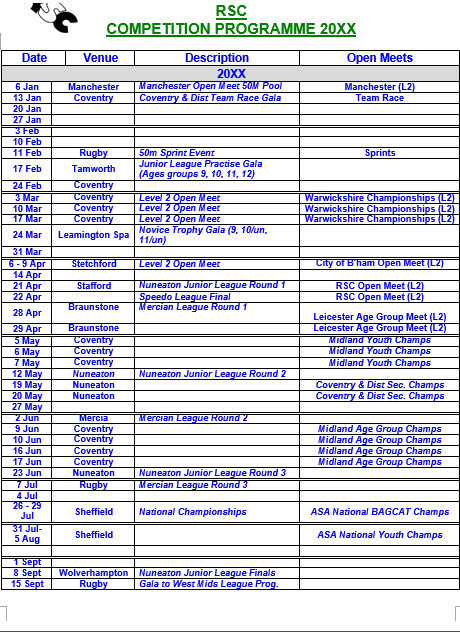 RSC
COMPETITION PROGRAMME 20XX
Date Venue Description Open Meets
20XX
6 Jan Manchester Manchester Open Meet 50M Pool Manchester (L2)
13 Jan Coventry Coventry & Dist Team Race Gala Team Race
20 Jan
27 Jan
3 Feb
10 Feb
11 Feb Rugby 50m Sprint Event Sprints
17 Feb Tamworth Junior League Practise Gala
(Ages groups 9, 10, 11, 12)
24 Feb Coventry
3 Mar Coventry Level 2 Open Meet Warwickshire Championships (L2)
10 Mar Coventry Level 2 Open Meet Warwickshire Championships (L2)
17 Mar Coventry Level 2 Open Meet Warwickshire Championships (L2)
24 Mar Leamington Spa Novice Trophy Gala (9, 10/un,
11/un)
31 Mar
6 - 9 Apr Stetchford Level 2 Open Meet City of B'ham Open Meet (L2)
14 Apr
21 Apr Stafford Nuneaton Junior League Round 1 RSC Open Meet (L2)
22 Apr Speedo League Final RSC Open Meet (L2)
28 Apr Braunstone Mercian League Round 1 Leicester Age Group Meet (L2)
29 Apr Braunstone Leicester Age Group Meet (L2)
5 May Coventry Midland Youth Champs
6 May Coventry Midland Youth Champs
7 May Coventry Midland Youth Champs
12 May Nuneaton Nuneaton Junior League Round 2
19 May Nuneaton Coventry & Dist Sec. Champs
20 May Nuneaton Coventry & Dist Sec. Champs
27 May
2 Jun Mercia Mercian League Round 2
9 Jun Coventry Midland Age Group Champs
10 Jun Coventry Midland Age Group Champs
16 Jun Coventry Midland Age Group Champs
17 Jun Coventry Midland Age Group Champs
23 Jun Nuneaton Nuneaton Junior League Round 3
7 Jul Rugby Mercian League Round 3
4 Jul
26 - 29
Jul Sheffield National Championships ASA National BAGCAT Champs
31 Jul-
5 Aug Sheffield ASA National Youth Champs
1 Sept
8 Sept Wolverhampton Nuneaton Junior League Finals
15 Sept Rugby Gala to West Mids League Prog.